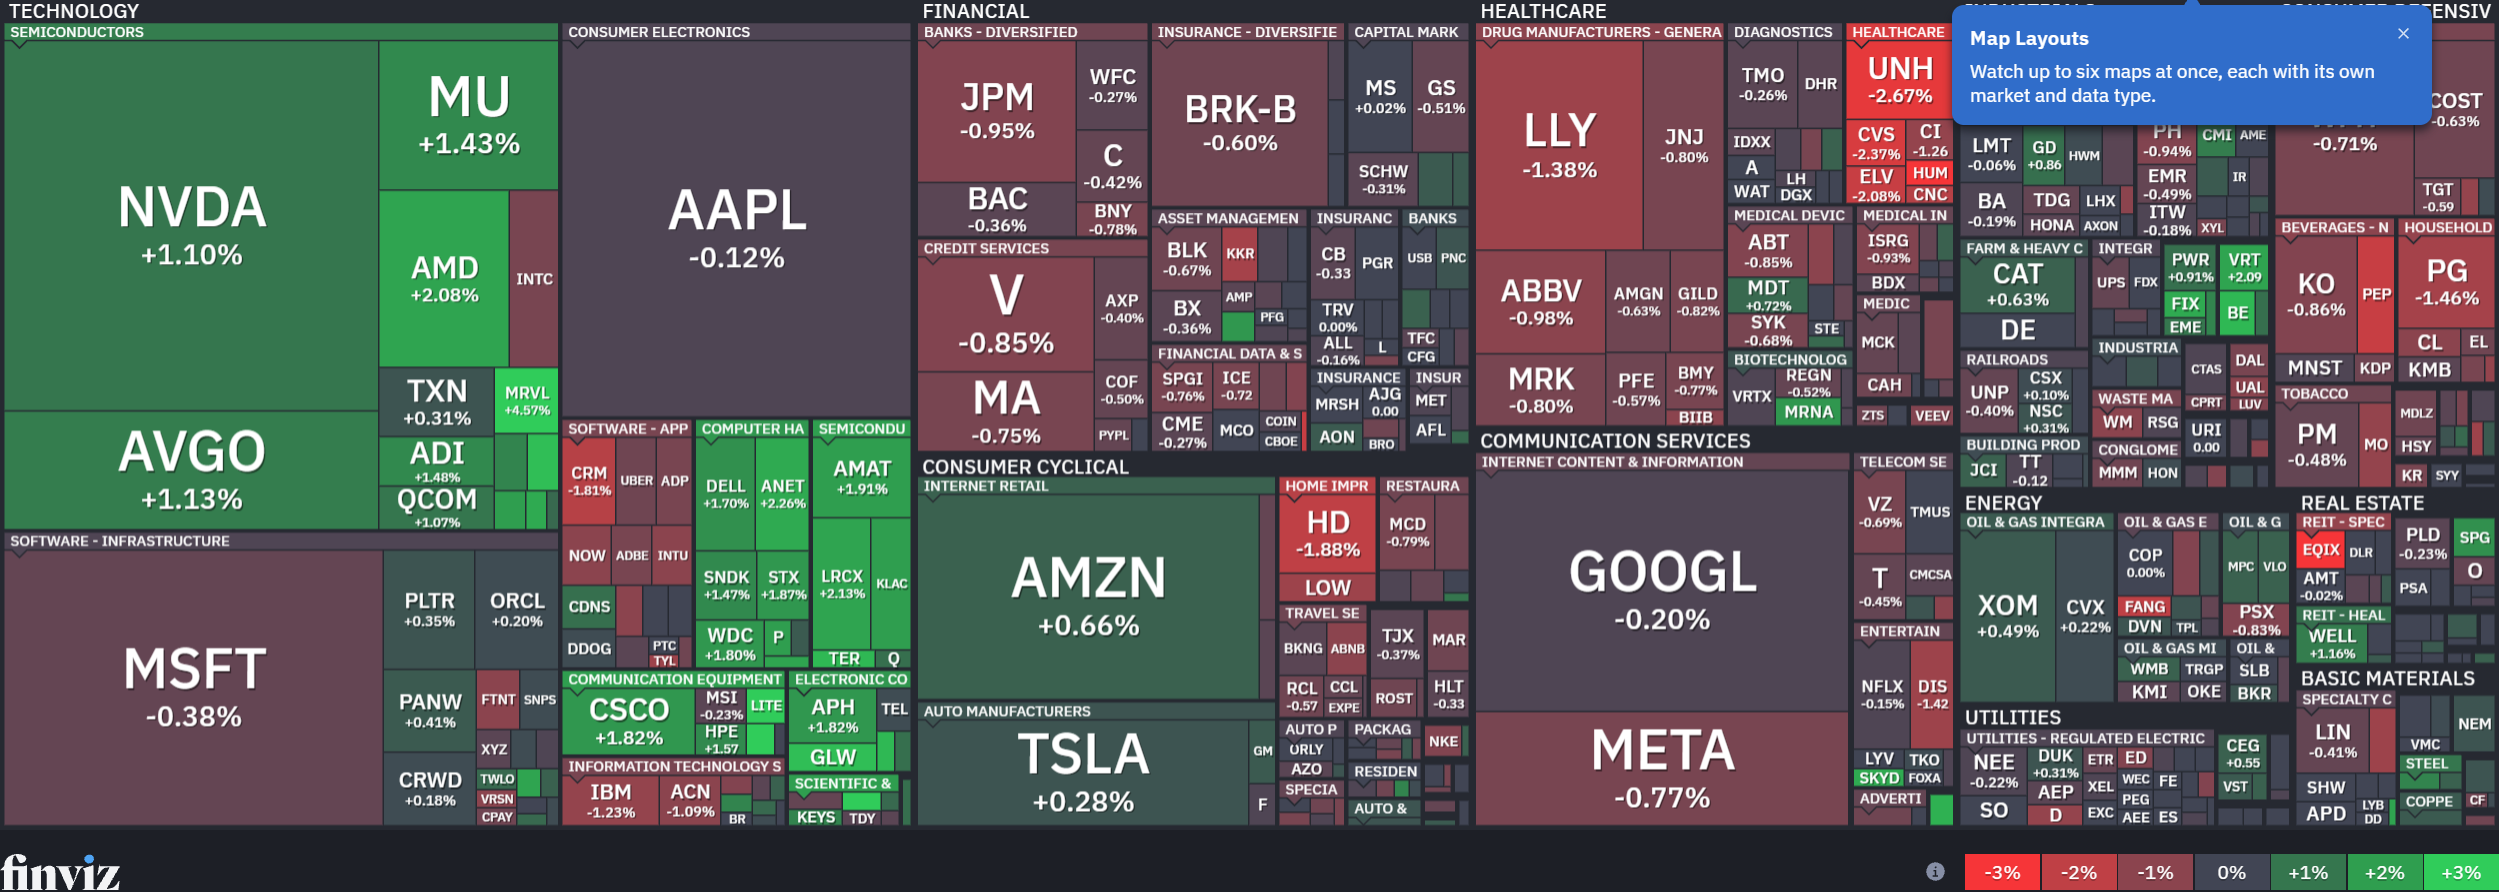 TECHNOLOGY
SEMICONDUCTORS
NVDA
+1.10%
MU
+1.43%
AMD
+2.08%
INTC
AVGO
+1.13%
TXN
+0.31%
MRVL
+4.57%
ADI
+1.48%
QCOM
+1.07%
SOFTWARE - INFRASTRUCTURE
MSFT
-0.38%
PLTR
+0.35%
ORCL
+0.20%
PANW
+0.41%
FTNT
SNPS
CRWD
+0.18%
XYZ
TWLO
VRSN
CPAY
CONSUMER ELECTRONICS
AAPL
-0.12%
SOFTWARE - APP
CRM
-1.81%
UBER
ADP
NOW
ADBE
INTU
CDNS
DDOG
PTC
TYL
COMPUTER HA
DELL
+1.70%
ANET
+2.26%
SNDK
+1.47%
STX
+1.87%
WDC
+1.80%
P
SEMICONDU
AMAT
+1.91%
LRCX
+2.13%
KLAC
TER
Q
COMMUNICATION EQUIPMENT
CSCO
+1.82%
MSI
-0.23%
LITE
HPE
+1.57
ELECTRONIC CO
APH
+1.82%
TEL
GLW
INFORMATION TECHNOLOGY S
IBM
-1.23%
ACN
-1.09%
BR
SCIENTIFIC &
KEYS
TDY
FINANCIAL
BANKS - DIVERSIFIED
JPM
-0.95%
WFC
-0.27%
C
-0.42%
BAC
-0.36%
BNY
-0.78%
CREDIT SERVICES
V
-0.85%
AXP
-0.40%
MA
-0.75%
COF
-0.50%
PYPL
INSURANCE - DIVERSIFIE
BRK-B
-0.60%
CAPITAL MARK
MS
+0.02%
GS
-0.51%
SCHW
-0.31%
ASSET MANAGEMEN
BLK
-0.67%
KKR
BX
-0.36%
AMP
PFG
INSURANC
CB
-0.33
PGR
TRV
0.00%
ALL
-0.16%
L
BANKS
USB
PNC
TFC
CFG
FINANCIAL DATA & S
SPGI
-0.76%
ICE
-0.72
CME
-0.27%
MCO
COIN
CBOE
INSURANCE
MRSH
AJG
0.00
AON
BRO
INSUR
MET
AFL
CONSUMER CYCLICAL
INTERNET RETAIL
AMZN
+0.66%
AUTO MANUFACTURERS
TSLA
+0.28%
GM
F
HOME IMPR
HD
-1.88%
LOW
RESTAURA
MCD
-0.79%
TRAVEL SE
BKNG
ABNB
RCL
-0.57
CCL
EXPE
TJX
-0.37%
ROST
MAR
HLT
-0.33
AUTO P
ORLY
AZO
PACKAG
NKE
RESIDEN
SPECIA
AUTO &
HEALTHCARE
DRUG MANUFACTURERS - GENERA
LLY
-1.38%
JNJ
-0.80%
ABBV
-0.98%
AMGN
-0.63%
GILD
-0.82%
MRK
-0.80%
PFE
-0.57%
BMY
-0.77%
BIIB
DIAGNOSTICS
TMO
-0.26%
DHR
IDXX
A
LH
WAT
DGX
HEALTHCARE
UNH
-2.67%
CVS
-2.37%
CI
-1.26
ELV
-2.08%
HUM
CNC
MEDICAL DEVIC
ABT
-0.85%
MDT
+0.72%
SYK
-0.68%
STE
MEDICAL IN
ISRG
-0.93%
BDX
MEDIC
MCK
CAH
BIOTECHNOLOG
VRTX
REGN
-0.52%
MRNA
ZTS
VEEV
COMMUNICATION SERVICES
INTERNET CONTENT & INFORMATION
GOOGL
-0.20%
META
-0.77%
TELECOM SE
VZ
-0.69%
TMUS
T
-0.45%
CMCSA
ENTERTAIN
NFLX
-0.15%
DIS
-1.42
LYV
TKO
SKYD
FOXA
ADVERTI
Map Layouts
Watch up to six maps at once, each with its own
market and data type.
LMT
-0.06%
GD
+0.86
HWM
BA
-0.19%
TDG
LHX
HONA
AXON
PH
-0.94%
CMI
AME
EMR
-0.49%
IR
ITW
-0.18%
XYL
FARM & HEAVY C
CAT
+0.63%
DE
INTEGR
UPS
FDX
PWR
+0.91%
VRT
+2.09
FIX
BE
EME
RAILROADS
UNP
-0.40%
CSX
+0.10%
NSC
+0.31%
INDUSTRIA
CTAS
CPRT
DAL
UAL
LUV
WASTE MA
WM
RSG
URI
0.00
BUILDING PROD
JCI
TT
-0.12
CONGLOME
MMM
HON
DEFENSIV
COST
-0.63%
-0.71%
TGT
-0.59
BEVERAGES - N
KO
-0.86%
PEP
MNST
KDP
HOUSEHOLD
PG
-1.46%
CL
EL
KMB
TOBACCO
PM
-0.48%
MO
MDLZ
HSY
KR
SYY
ENERGY
OIL & GAS INTEGRA
XOM
+0.49%
CVX
+0.22%
OIL & GAS E
COP
0.00%
FANG
DVN
TPL
OIL & G
MPC
VLO
PSX
-0.83%
OIL & GAS MI
WMB
TRGP
KMI
OKE
OIL &
SLB
BKR
REAL ESTATE
REIT - SPEC
EQIX
DLR
AMT
-0.02%
PLD
-0.23%
SPG
PSA
O
REIT - HEAL
WELL
+1.16%
UTILITIES
UTILITIES - REGULATED ELECTRIC
NEE
-0.22%
DUK
+0.31%
ETR
ED
SO
AEP
XEL
WEC
FE
PEG
D
EXC
AEE
ES
CEG
+0.55
VST
BASIC MATERIALS
SPECIALTY C
LIN
-0.41%
SHW
APD
LYB
DD
VMC
NEM
STEEL
COPPE
CF
finviz
-3%
-2%
-1%
0%
+1%
+2%
+3%